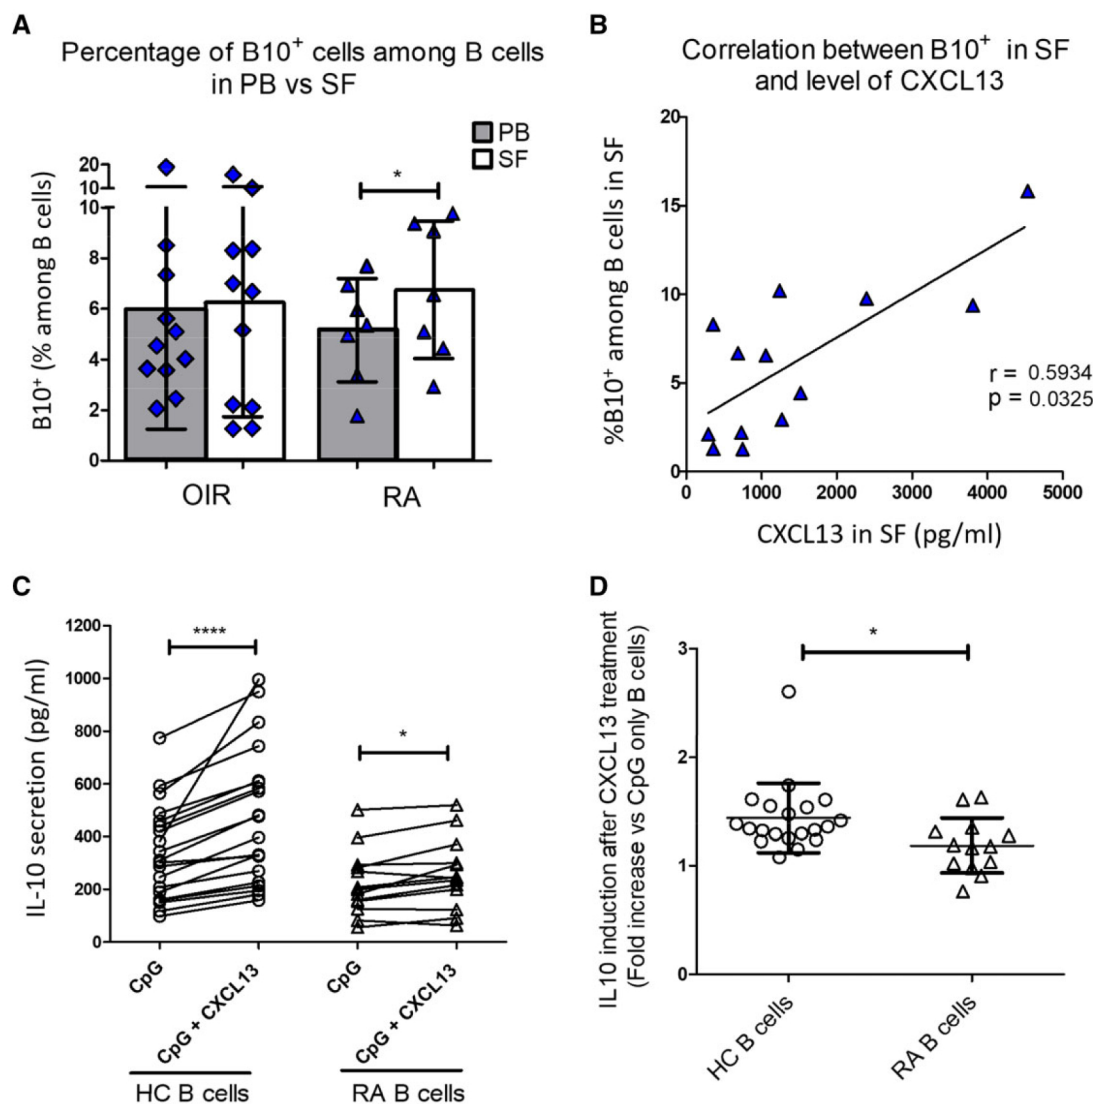 A
Percentage of B10+ cells among B cells
in PB vs SF
PB
SF
B10+ (% among B cells)
20
10
10
8
6
4
2
0
*
OIR
RA
B
Correlation between B10+ in SF
and level of CXCL13
%B10+ among B cells in SF
20
15
10
5
0
r = 0.5934
p = 0.0325
0
1000
2000
3000
4000
5000
CXCL13 in SF (pg/ml)
C
IL-10 secretion (pg/ml)
1200
1000
800
600
400
200
0
****
*
CpG
CpG + CXCL13
CpG
CpG + CXCL13
HC B cells
RA B cells
D
IL10 induction after CXCL13 treatment
(Fold increase vs CpG only B cells)
3
2
1
0
*
HC B cells
RA B cells